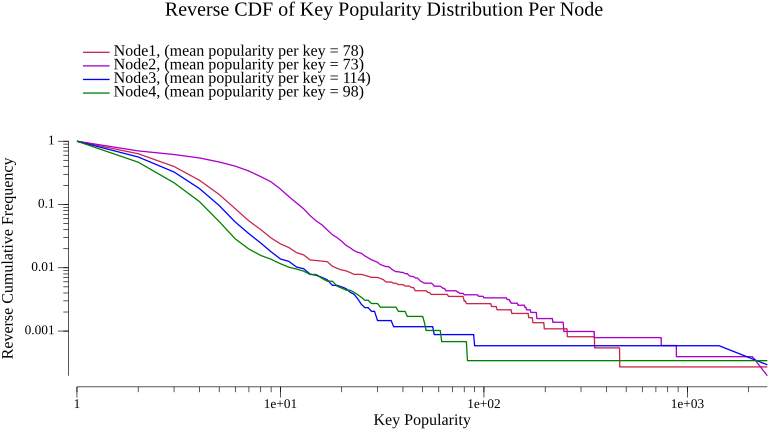 Reverse CDF of Key Popularity Distribution Per Node
Node1, (mean popularity per key = 78)
Node2, (mean popularity per key = 73)
Node3, (mean popularity per key = 114)
Node4, (mean popularity per key = 98)
Reverse Cumulative Frequency
1
0.1
0.01
0.001
1
1e+01
1e+02
1e+03
Key Popularity